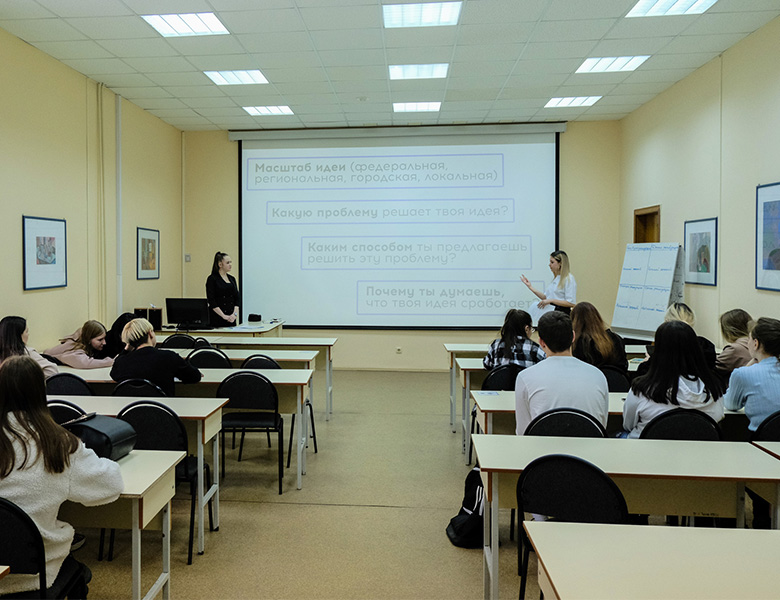 Масштаб идеи (федеральная,
региональная, городская, локальная)
Какую проблему решает твоя идея?
Каким способом ты предлагаешь
решить эту проблему?
Почему ты думаешь,
что твоя идея сработает